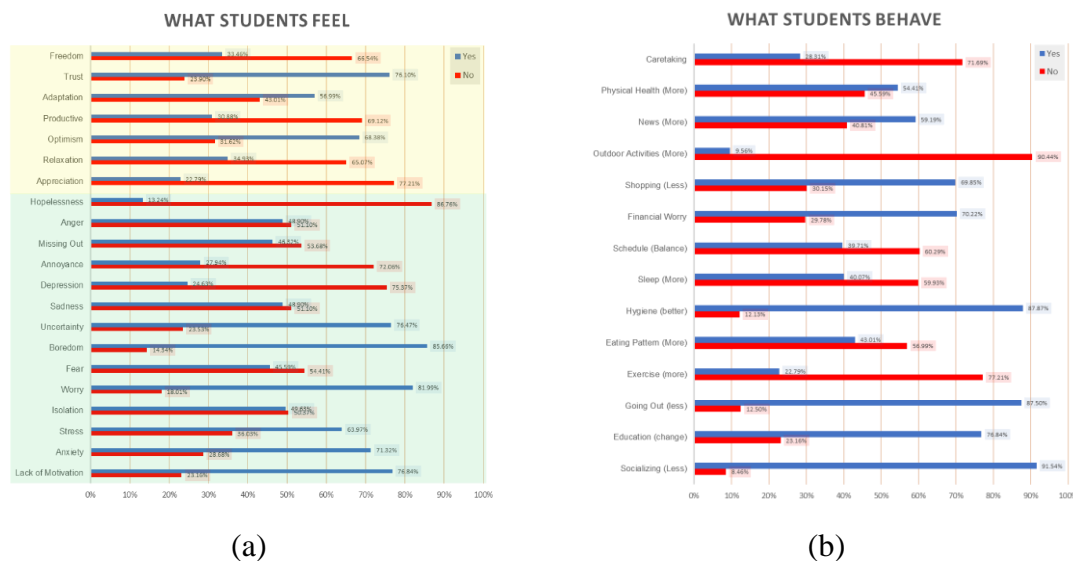 WHAT STUDENTS FEEL
Yes
No
Freedom 33.46% 66.54%
Trust 76.10% 23.90%
Adaptation 56.99% 43.01%
Productive 30.88% 69.12%
Optimism 68.38% 31.62%
Relaxation 34.93% 65.07%
Appreciation 22.79% 77.21%
Hopelessness 13.24% 86.76%
Anger 48.90% 51.10%
Missing Out 46.32% 53.68%
Annoyance 27.94% 72.06%
Depression 24.63% 75.37%
Sadness 48.90% 51.10%
Uncertainty 76.47% 23.53%
Boredom 85.66% 14.34%
Fear 45.59% 54.41%
Worry 81.99% 18.01%
Isolation 49.63% 50.37%
Stress 63.97% 36.03%
Anxiety 71.32% 28.68%
Lack of Motivation 76.84% 23.16%
0% 10% 20% 30% 40% 50% 60% 70% 80% 90% 100%
(a)
WHAT STUDENTS BEHAVE
Yes
No
Caretaking 28.31% 71.69%
Physical Health (More) 54.41% 45.59%
News (More) 59.19% 40.81%
Outdoor Activities (More) 9.56% 90.44%
Shopping (Less) 69.85% 30.15%
Financial Worry 70.22% 29.78%
Schedule (Balance) 39.71% 60.29%
Sleep (More) 40.07% 59.93%
Hygiene (better) 87.87% 12.13%
Eating Pattern (More) 43.01% 56.99%
Exercise (more) 22.79% 77.21%
Going Out (less) 87.50% 12.50%
Education (change) 76.84% 23.16%
Socializing (Less) 91.54% 8.46%
0% 10% 20% 30% 40% 50% 60% 70% 80% 90% 100%
(b)